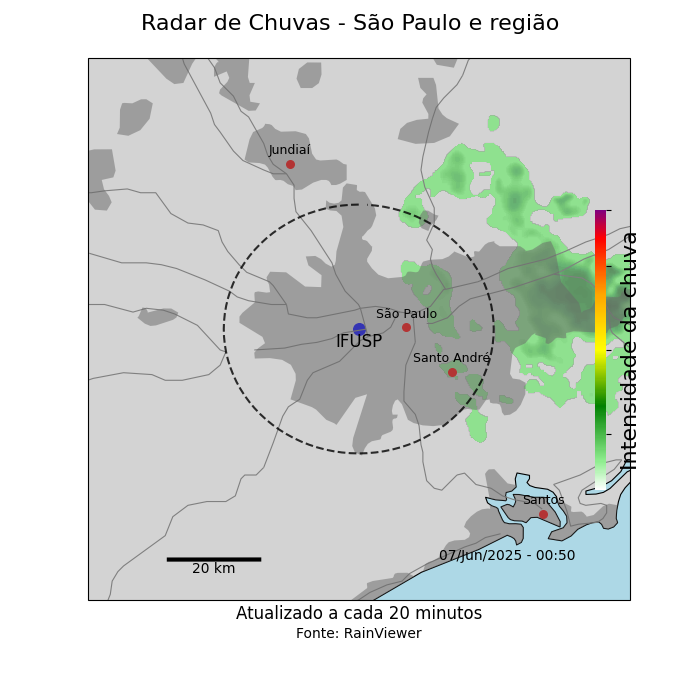 Radar de Chuvas - São Paulo e região
Jundiaí
São Paulo
IFUSP
Santo André
Intensidade da chuva
Santos
07/Jun/2025 - 00:50
20 km
Atualizado a cada 20 minutos
Fonte: RainViewer